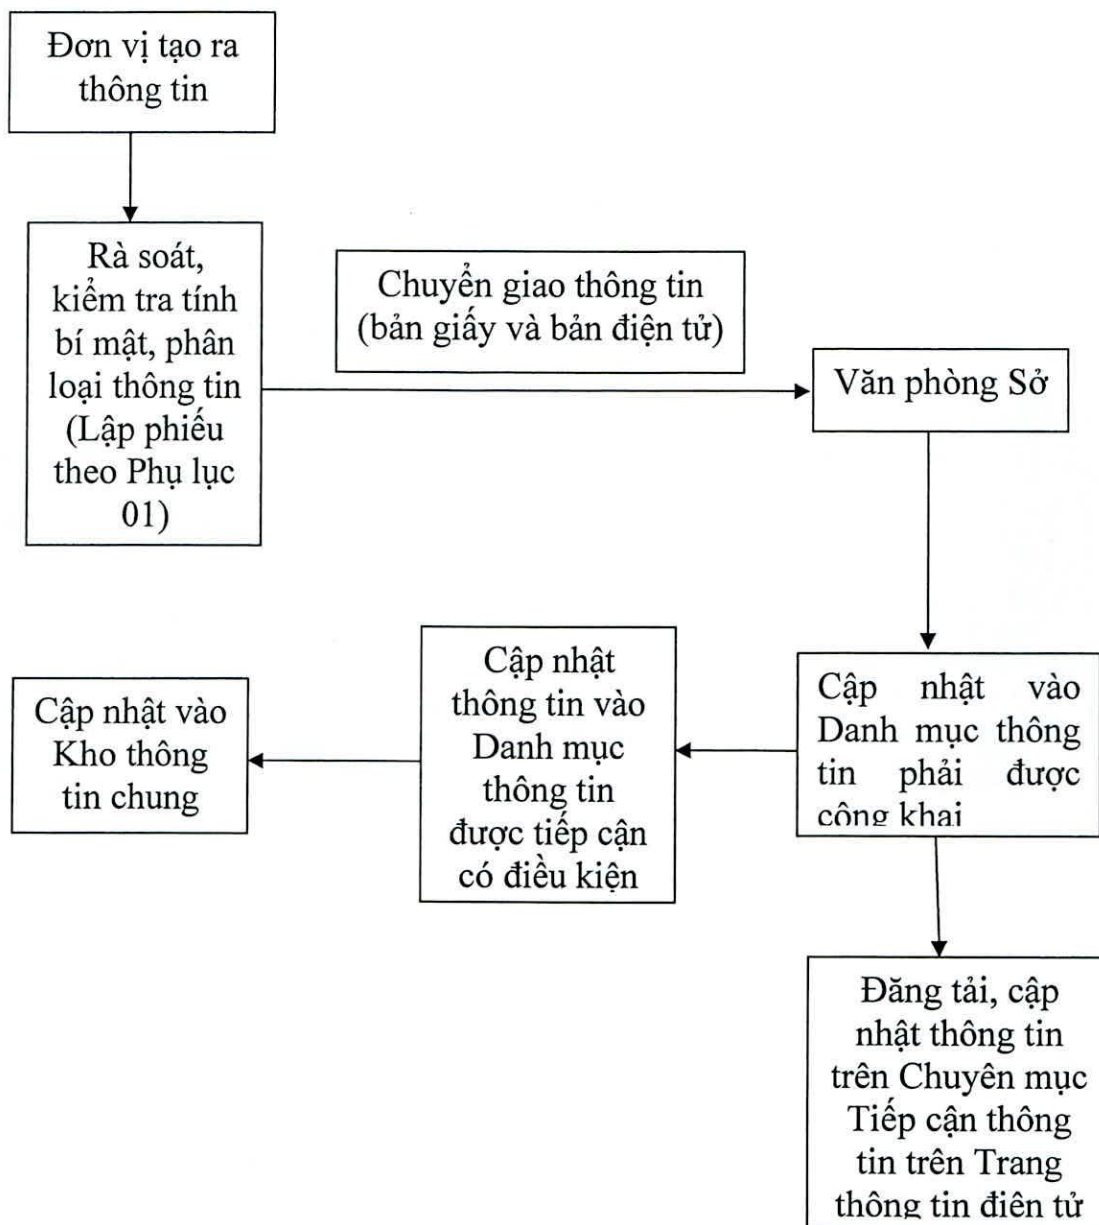 Đơn vị tạo ra
thông tin
Rà soát,
kiểm tra tính
bí mật, phân
loại thông tin
(Lập phiếu
theo Phụ lục
01)
Chuyển giao thông tin
(bản giấy và bản điện tử)
Văn phòng Sở
Cập nhật vào
Danh mục thông
tin phải được
công khai
Cập nhật
thông tin vào
Danh mục
thông tin
được tiếp cận
có điều kiện
Cập nhật vào
Kho thông
tin chung
Đăng tải, cập
nhật thông tin
trên Chuyên mục
Tiếp cận thông
tin trên Trang
thông tin điện tử